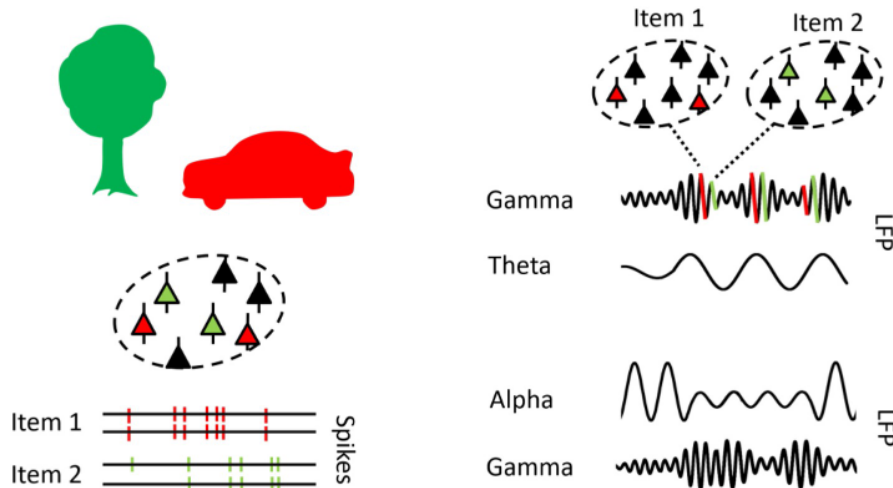 Item 1
Item 2
Gamma
LFP
Theta
Item 1
Item 2
Spikes
Alpha
LFP
Gamma